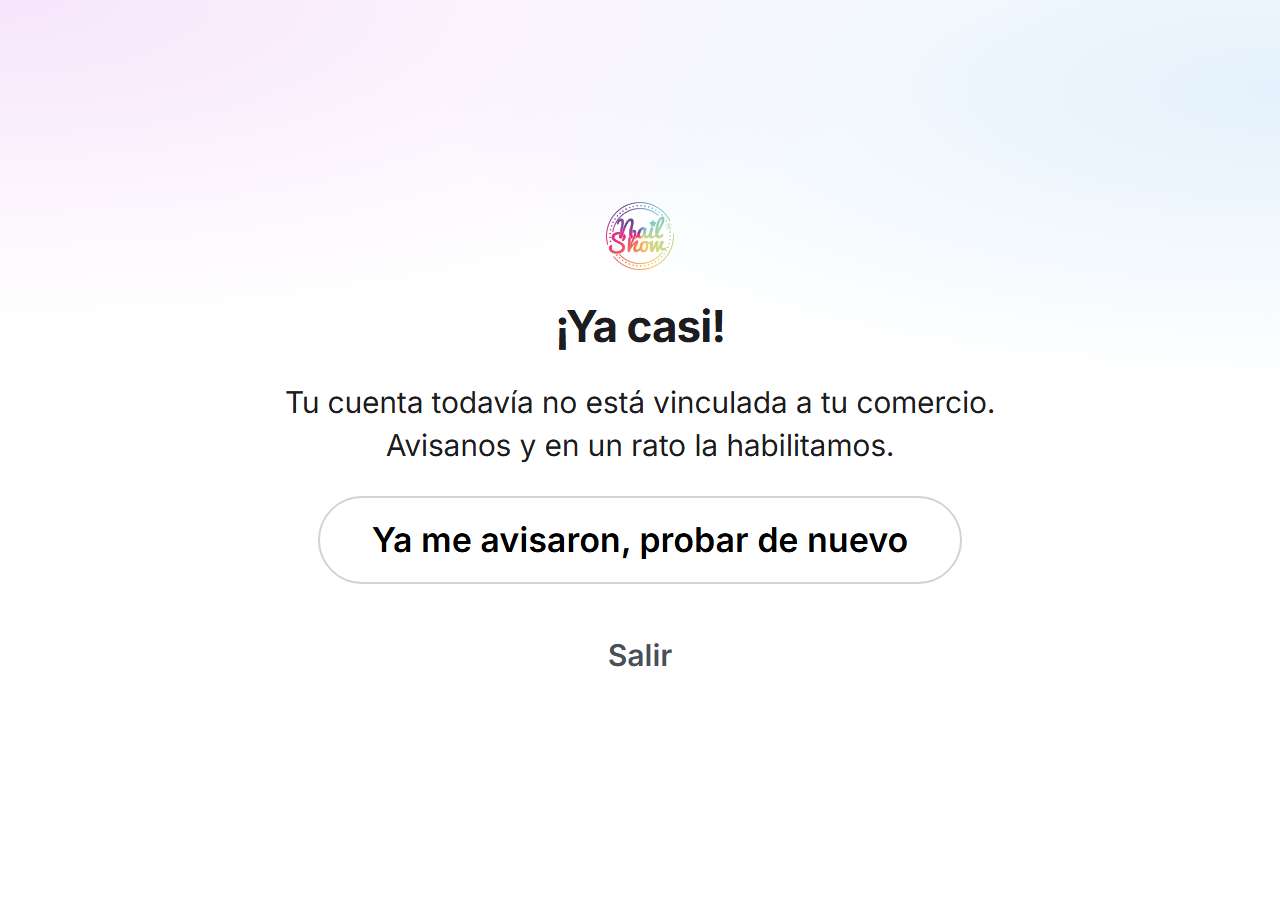 Nail
Show
¡Ya casi!
Tu cuenta todavía no está vinculada a tu comercio.
Avisanos y en un rato la habilitamos.
Ya me avisaron, probar de nuevo
Salir